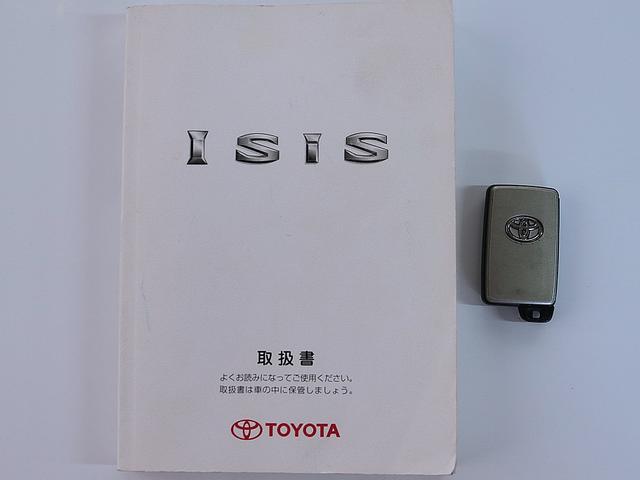 ISiS
取扱書
よくお読みになってご使用ください。
取扱書は車の中に保管しましょう。
TOYOTA